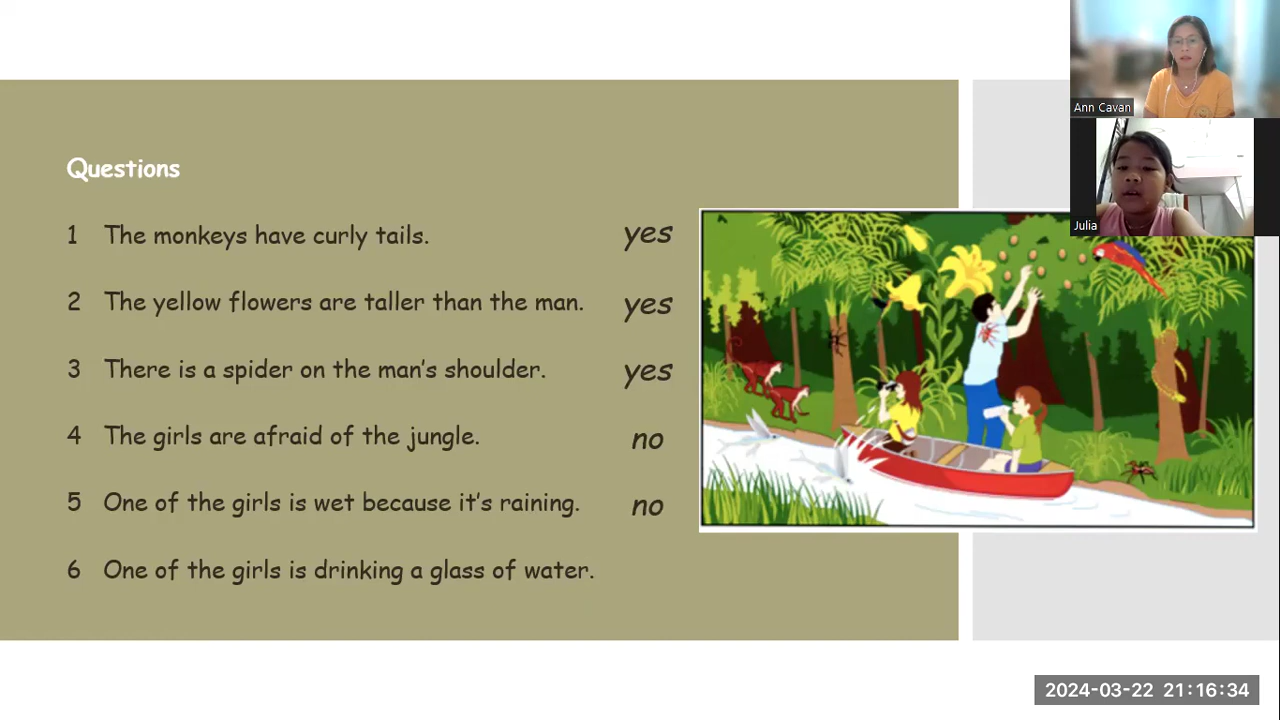 Ann Cavan
Julia
Questions
1 The monkeys have curly tails. yes
2 The yellow flowers are taller than the man. yes
3 There is a spider on the man's shoulder. yes
4 The girls are afraid of the jungle. no
5 One of the girls is wet because it's raining. no
6 One of the girls is drinking a glass of water.
2024-03-22 21:16:34